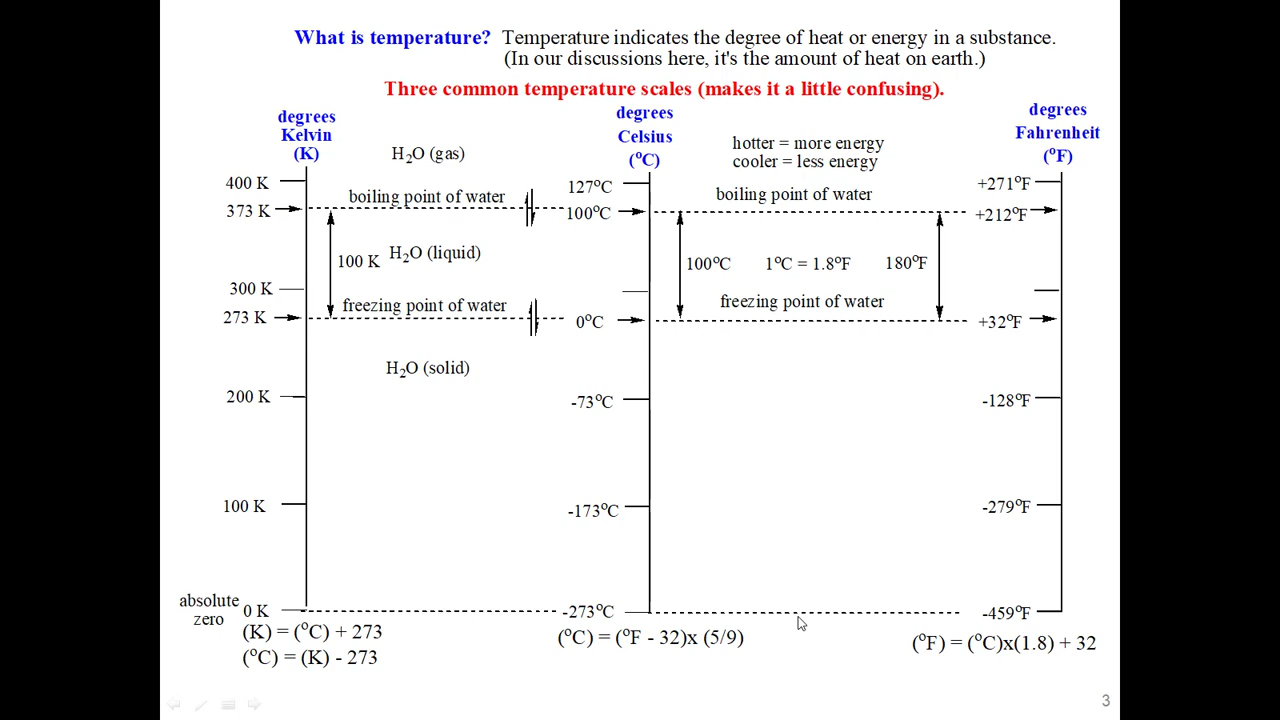 What is temperature? Temperature indicates the degree of heat or energy in a substance.
(In our discussions here, it's the amount of heat on earth.)
Three common temperature scales (makes it a little confusing).
degrees
Kelvin
(K)
H₂O (gas)
degrees
Celsius
(°C)
hotter = more energy
cooler = less energy
degrees
Fahrenheit
(°F)
400 K
127°C
+271°F
boiling point of water
boiling point of water
373 K
100°C
+212°F
100 K
H₂O (liquid)
100°C
1°C = 1.8°F
180°F
300 K
freezing point of water
freezing point of water
273 K
0°C
+32°F
H₂O (solid)
200 K
-73°C
-128°F
100 K
-173°C
-279°F
absolute
zero
0 K
-273°C
-459°F
(K) = (°C) + 273
(°C) = (K) - 273
(°C) = (°F - 32)x (5/9)
(°F) = (°C)x(1.8) + 32
3